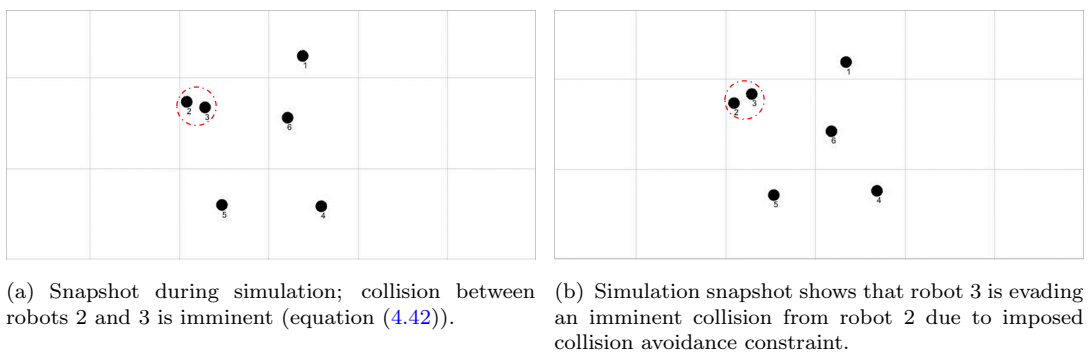 1
2
3
6
5
4
1
3
2
6
5
4
(a) Snapshot during simulation; collision between
robots 2 and 3 is imminent (equation (4.42)).
(b) Simulation snapshot shows that robot 3 is evading
an imminent collision from robot 2 due to imposed
collision avoidance constraint.